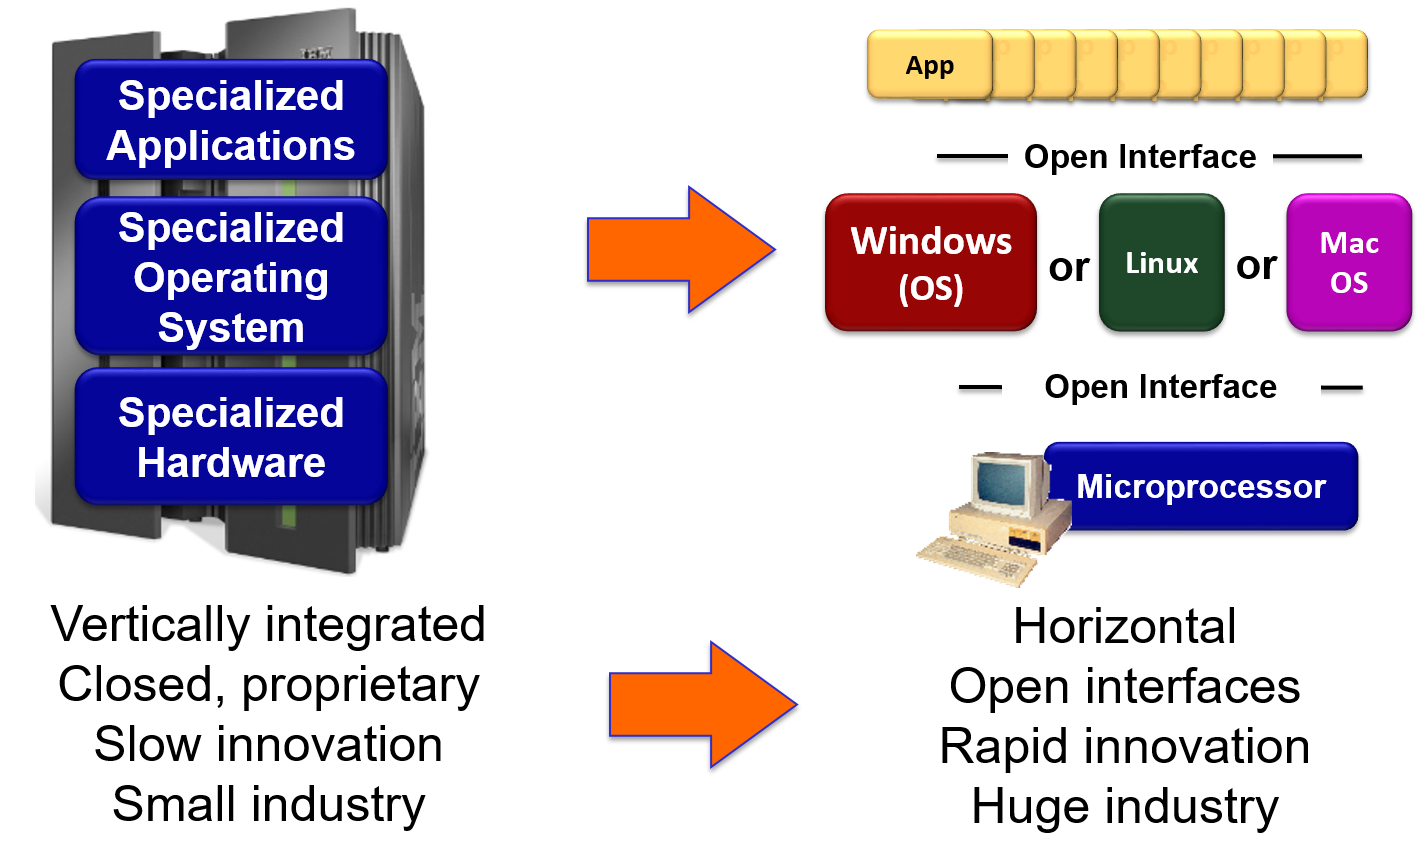 IBM
Specialized
Applications
Specialized
Operating
System
Specialized
Hardware
Vertically integrated
Closed, proprietary
Slow innovation
Small industry
App
Open Interface
Windows
(OS)
or
Linux
or
Mac
OS
Open Interface
Microprocessor
Horizontal
Open interfaces
Rapid innovation
Huge industry